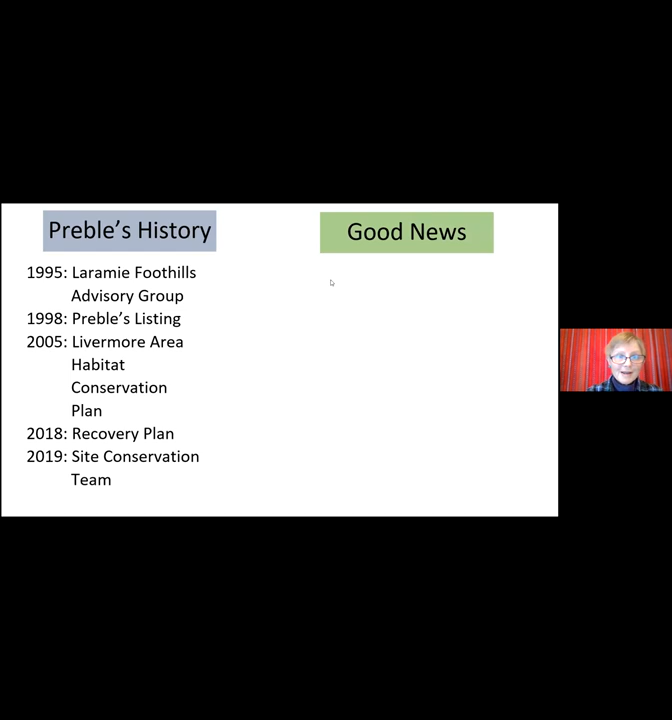 Preble's History
Good News
1995: Laramie Foothills
Advisory Group
1998: Preble's Listing
2005: Livermore Area
Habitat
Conservation
Plan
2018: Recovery Plan
2019: Site Conservation
Team